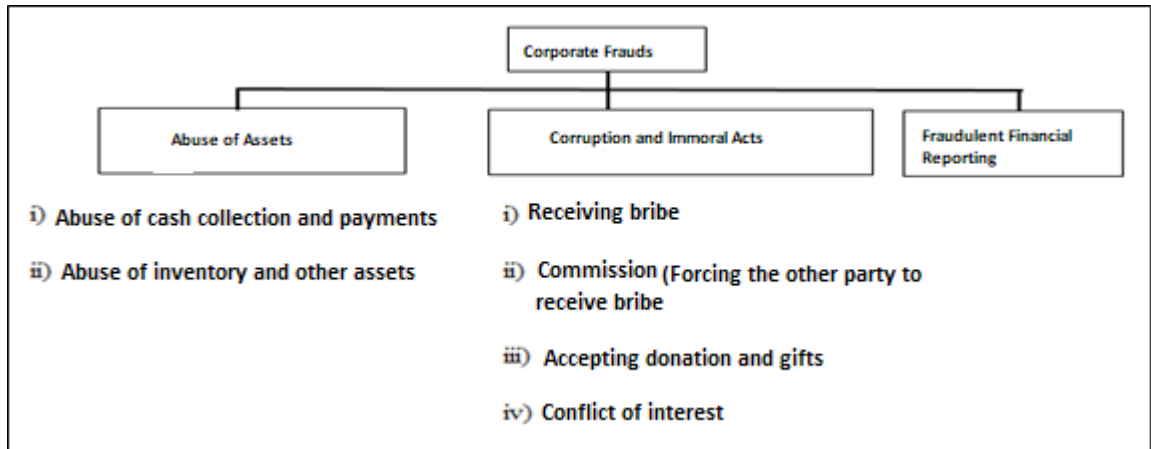 Corporate Frauds
Abuse of Assets
Corruption and Immoral Acts
Fraudulent Financial
Reporting
i) Abuse of cash collection and payments
ii) Abuse of inventory and other assets
i) Receiving bribe
ii) Commission (Forcing the other party to
receive bribe
iii) Accepting donation and gifts
iv) Conflict of interest